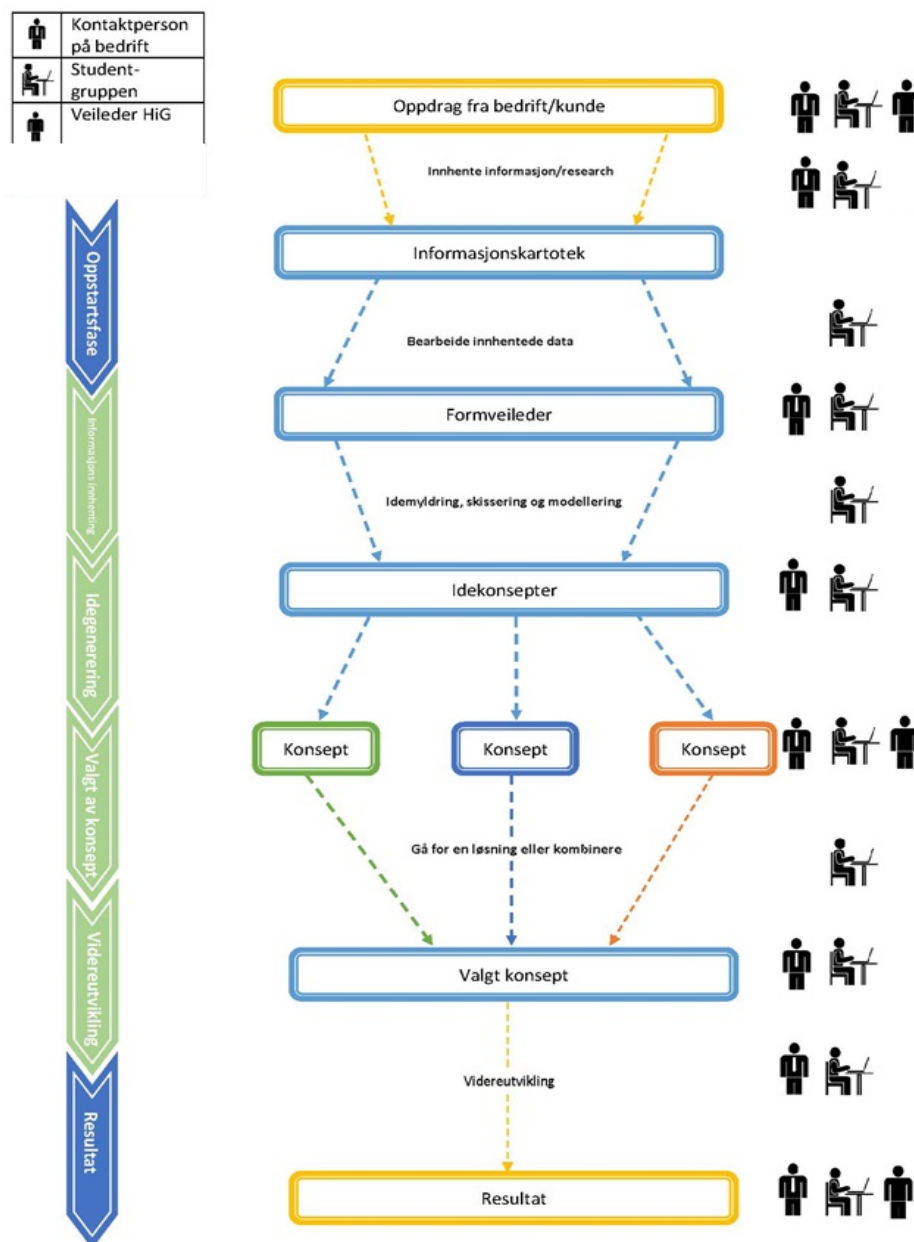 Kontaktperson
på bedrift
Student-
gruppen
Veileder HiG
Oppdrag fra bedrift/kunde
Innhente informasjon/research
Informasjonskartotek
Bearbeide innhentede data
Formveileder
Idemyldring, skissering og modellering
Idekonsepter
Konsept
Konsept
Konsept
Gå for en løsning eller kombinere
Valgt konsept
Videreutvikling
Resultat
Oppstartsfase
Informasjons innhenting
Idegenerering
Valgt av konsept
Videreutvikling
Resultat